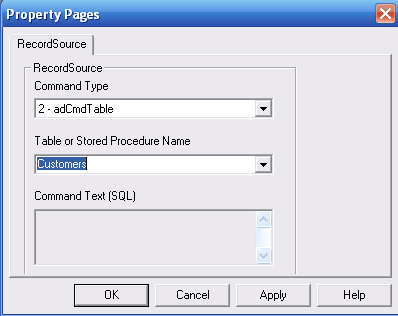 Property Pages
RecordSource
RecordSource
Command Type
2 - adCmdTable
Table or Stored Procedure Name
Customers
Command Text (SQL)
OK Cancel Apply Help